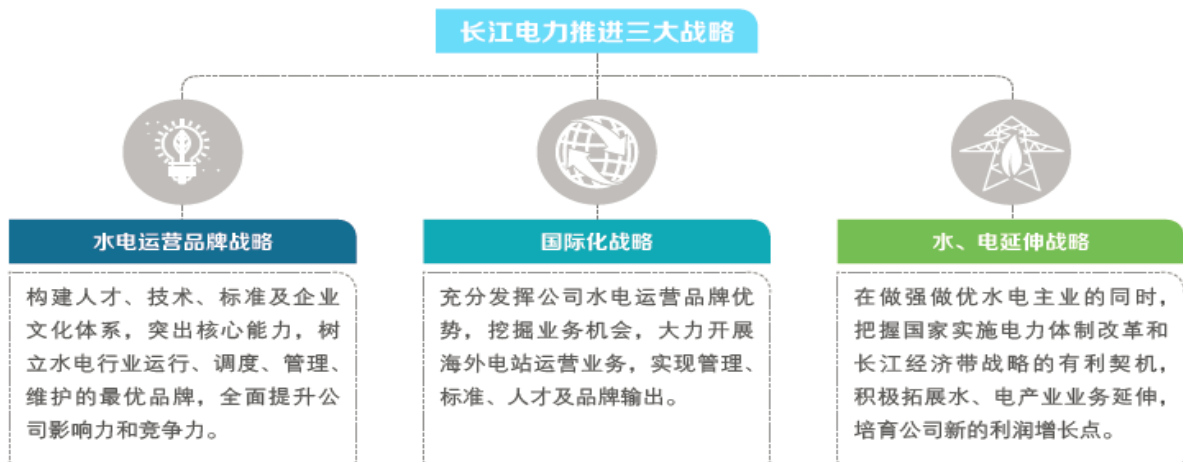 长江电力推进三大战略
水电运营品牌战略
构建人才、技术、标准及企业
文化体系，突出核心能力，树
立水电行业运行、调度、管理、
维护的最优品牌，全面提升公
司影响力和竞争力。
国际化战略
充分发挥公司水电运营品牌优
势，挖掘业务机会，大力开展
海外电站运营业务，实现管理、
标准、人才及品牌输出。
水、电延伸战略
在做强做优水电主业的同时，
把握国家实施电力体制改革和
长江经济带战略的有利契机，
积极拓展水、电产业业务延伸，
培育公司新的利润增长点。